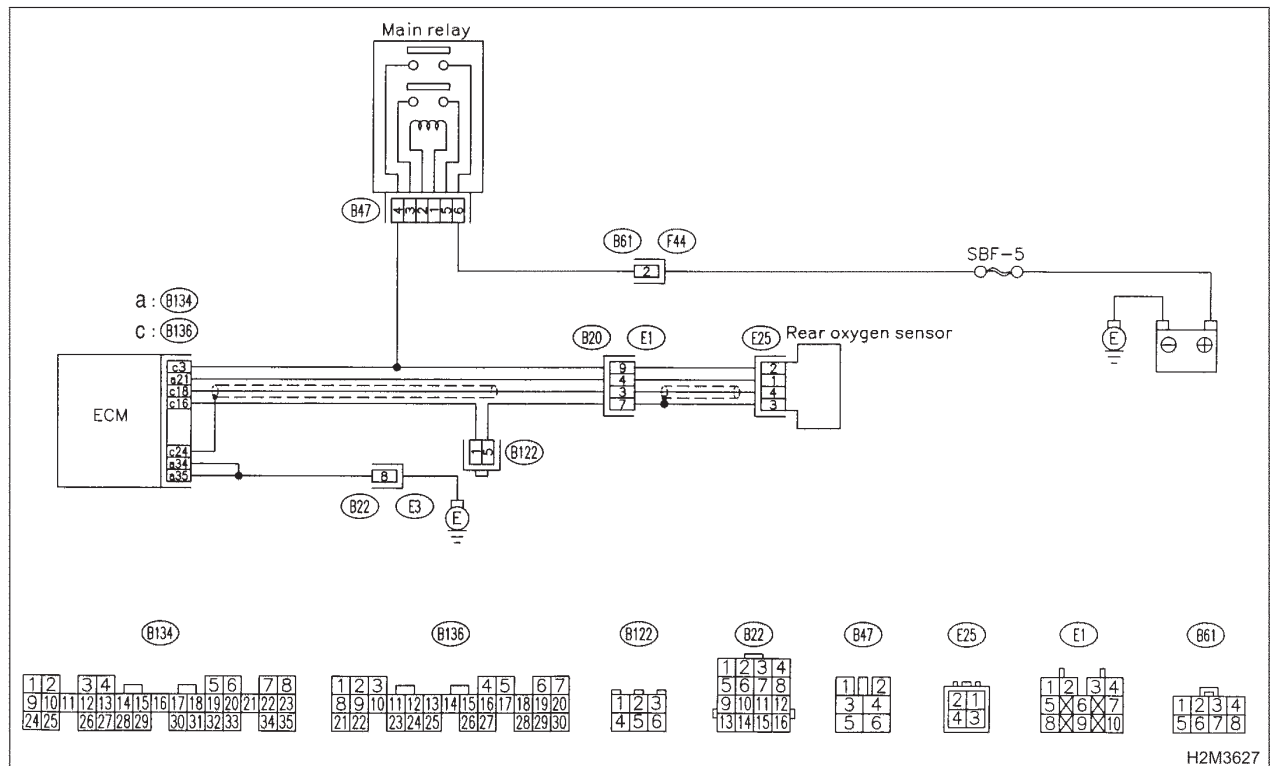 Main relay
B47
4 3 2 1 5 6
B61 F44
2
SBF-5
a : B134
c : B136
B20 E1
E25 Rear oxygen sensor
E
⊖ ⊕
ECM
c3
a21
c18
c16
c24
a34
a35
9
4
3
7
2
1
4
3
1 5
B122
8
B22 E3
E
B134
1 2 3 4 5 6 7 8
9 10 11 12 13 14 15 16 17 18 19 20 21 22 23
24 25 26 27 28 29 30 31 32 33 34 35
B136
1 2 3 4 5 6 7
8 9 10 11 12 13 14 15 16 17 18 19 20
21 22 23 24 25 26 27 28 29 30
B122
1 2 3
4 5 6
B22
1 2 3 4
5 6 7 8
9 10 11 12
13 14 15 16
B47
1 2
3 4
5 6
E25
2 1
4 3
E1
1 2 3 4
5 6 7
8 9 10
B61
1 2 3 4
5 6 7 8
H2M3627